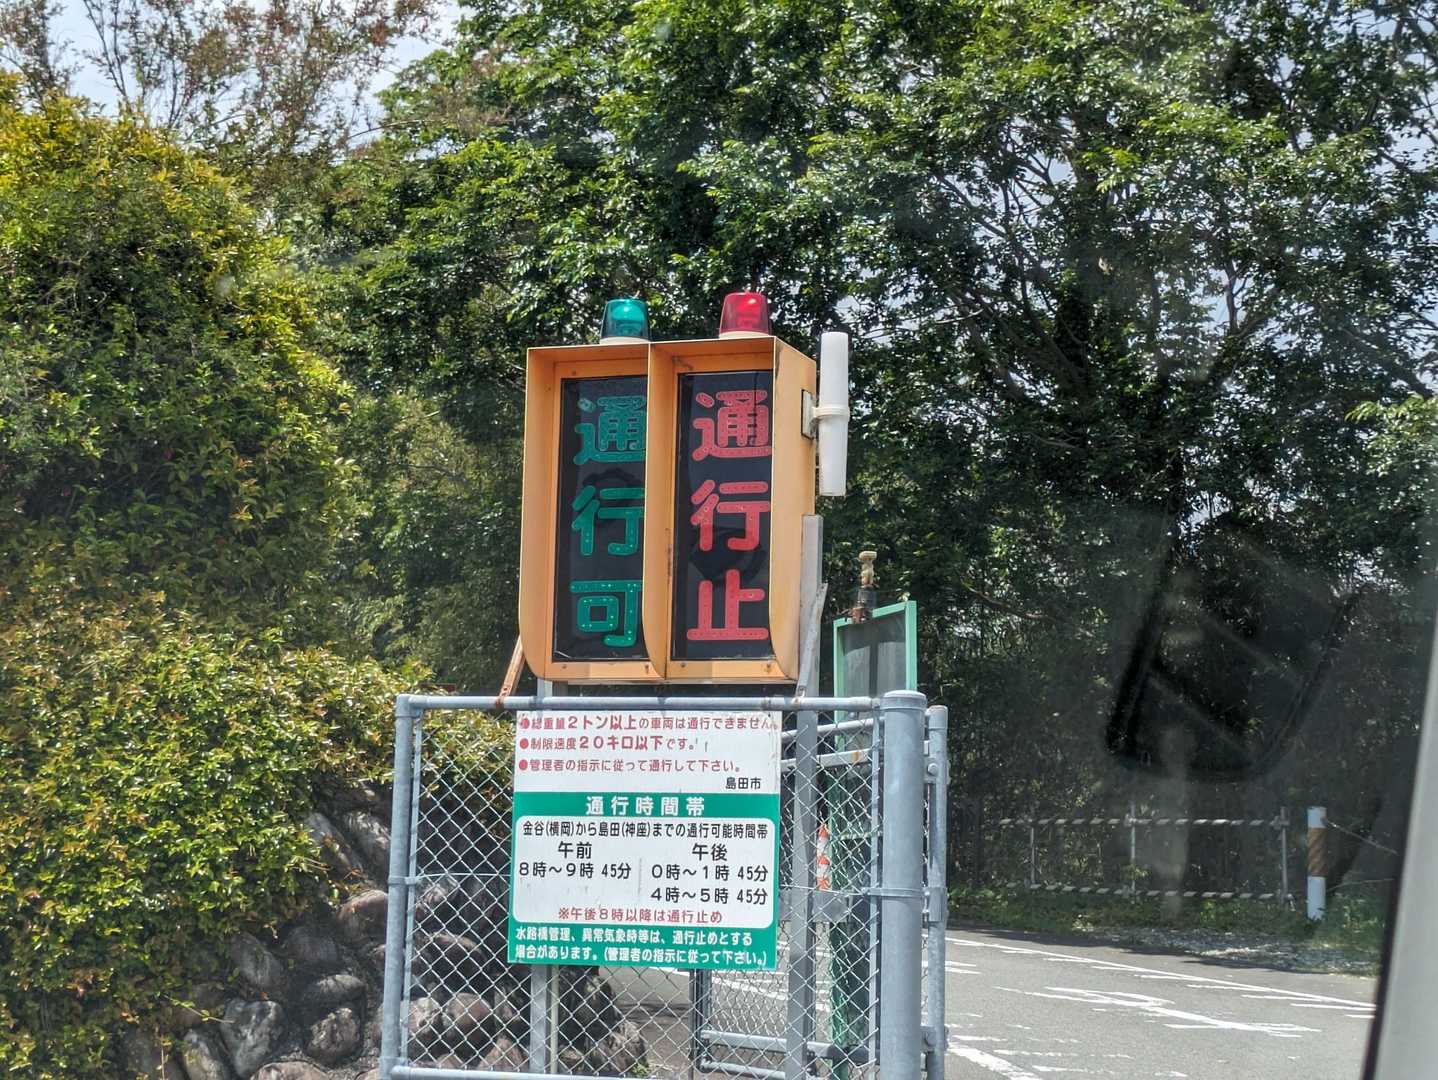 通行可
通行止
●総重量2トン以上の車両は通行できません。
●制限速度20キロ以下です。
●管理者の指示に従って通行して下さい。
島田市
通行時間帯
金谷(横岡)から島田(神座)までの通行可能時間帯
午前 午後
8時～9時 45分 0時～1時 45分
4時～5時 45分
※午後8時以降は通行止め
水路橋管理、異常気象時等は、通行止めとする
場合があります。(管理者の指示に従って下さい。)